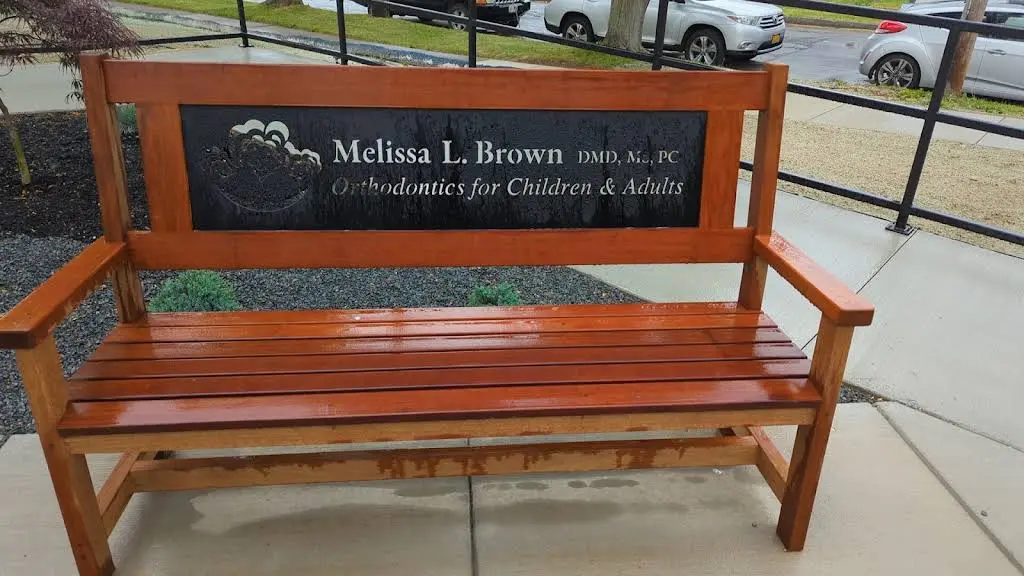 Melissa L. Brown DMD, Ms, PC
Orthodontics for Children & Adults